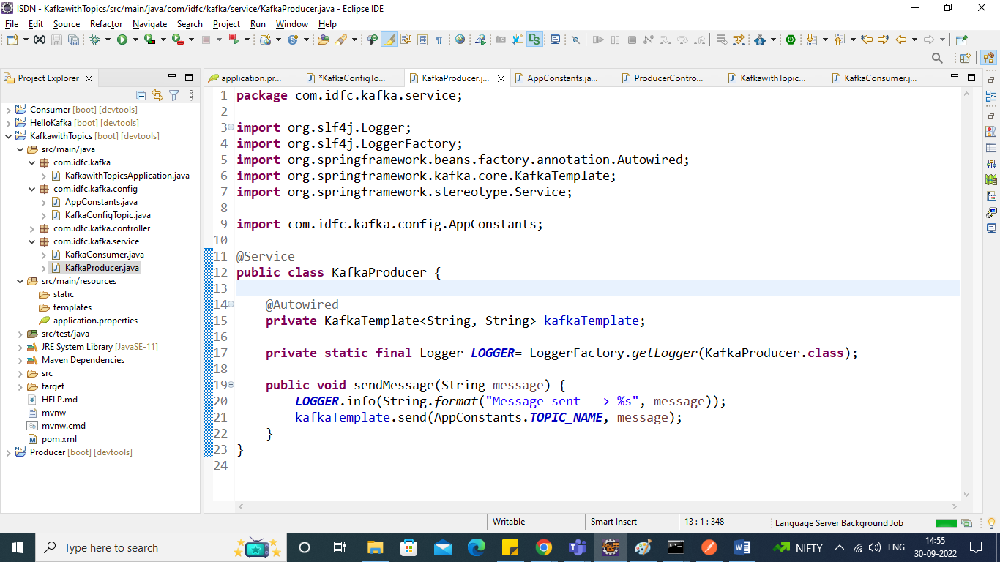 ISDN - KafkawithTopics/src/main/java/com/idfc/kafka/service/KafkaProducer.java - Eclipse IDE
File Edit Source Refactor Navigate Search Project Run Window Help
Project Explorer
application.pr... *KafkaConfigTo... KafkaProducer.j... AppConstants.ja... ProducerContro... KafkawithTopic... KafkaConsumer.j...
Consumer [boot] [devtools]
HelloKafka [boot] [devtools]
KafkawithTopics [boot] [devtools]
src/main/java
com.idfc.kafka
KafkawithTopicsApplication.java
com.idfc.kafka.config
AppConstants.java
KafkaConfigTopic.java
com.idfc.kafka.controller
com.idfc.kafka.service
KafkaConsumer.java
KafkaProducer.java
src/main/resources
static
templates
application.properties
src/test/java
JRE System Library [JavaSE-11]
Maven Dependencies
src
target
HELP.md
mvnw
mvnw.cmd
pom.xml
Producer [boot] [devtools]
1 package com.idfc.kafka.service;
2
3 import org.slf4j.Logger;
4 import org.slf4j.LoggerFactory;
5 import org.springframework.beans.factory.annotation.Autowired;
6 import org.springframework.kafka.core.KafkaTemplate;
7 import org.springframework.stereotype.Service;
8
9 import com.idfc.kafka.config.AppConstants;
10
11 @Service
12 public class KafkaProducer {
13
14 @Autowired
15 private KafkaTemplate<String, String> kafkaTemplate;
16
17 private static final Logger LOGGER= LoggerFactory.getLogger(KafkaProducer.class);
18
19 public void sendMessage(String message) {
20 LOGGER.info(String.format("Message sent --> %s", message));
21 kafkaTemplate.send(AppConstants.TOPIC_NAME, message);
22 }
23 }
24
Writable Smart Insert 13 : 1 : 348 Language Server Background Job
Type here to search
NIFTY ENG 14:55
30-09-2022